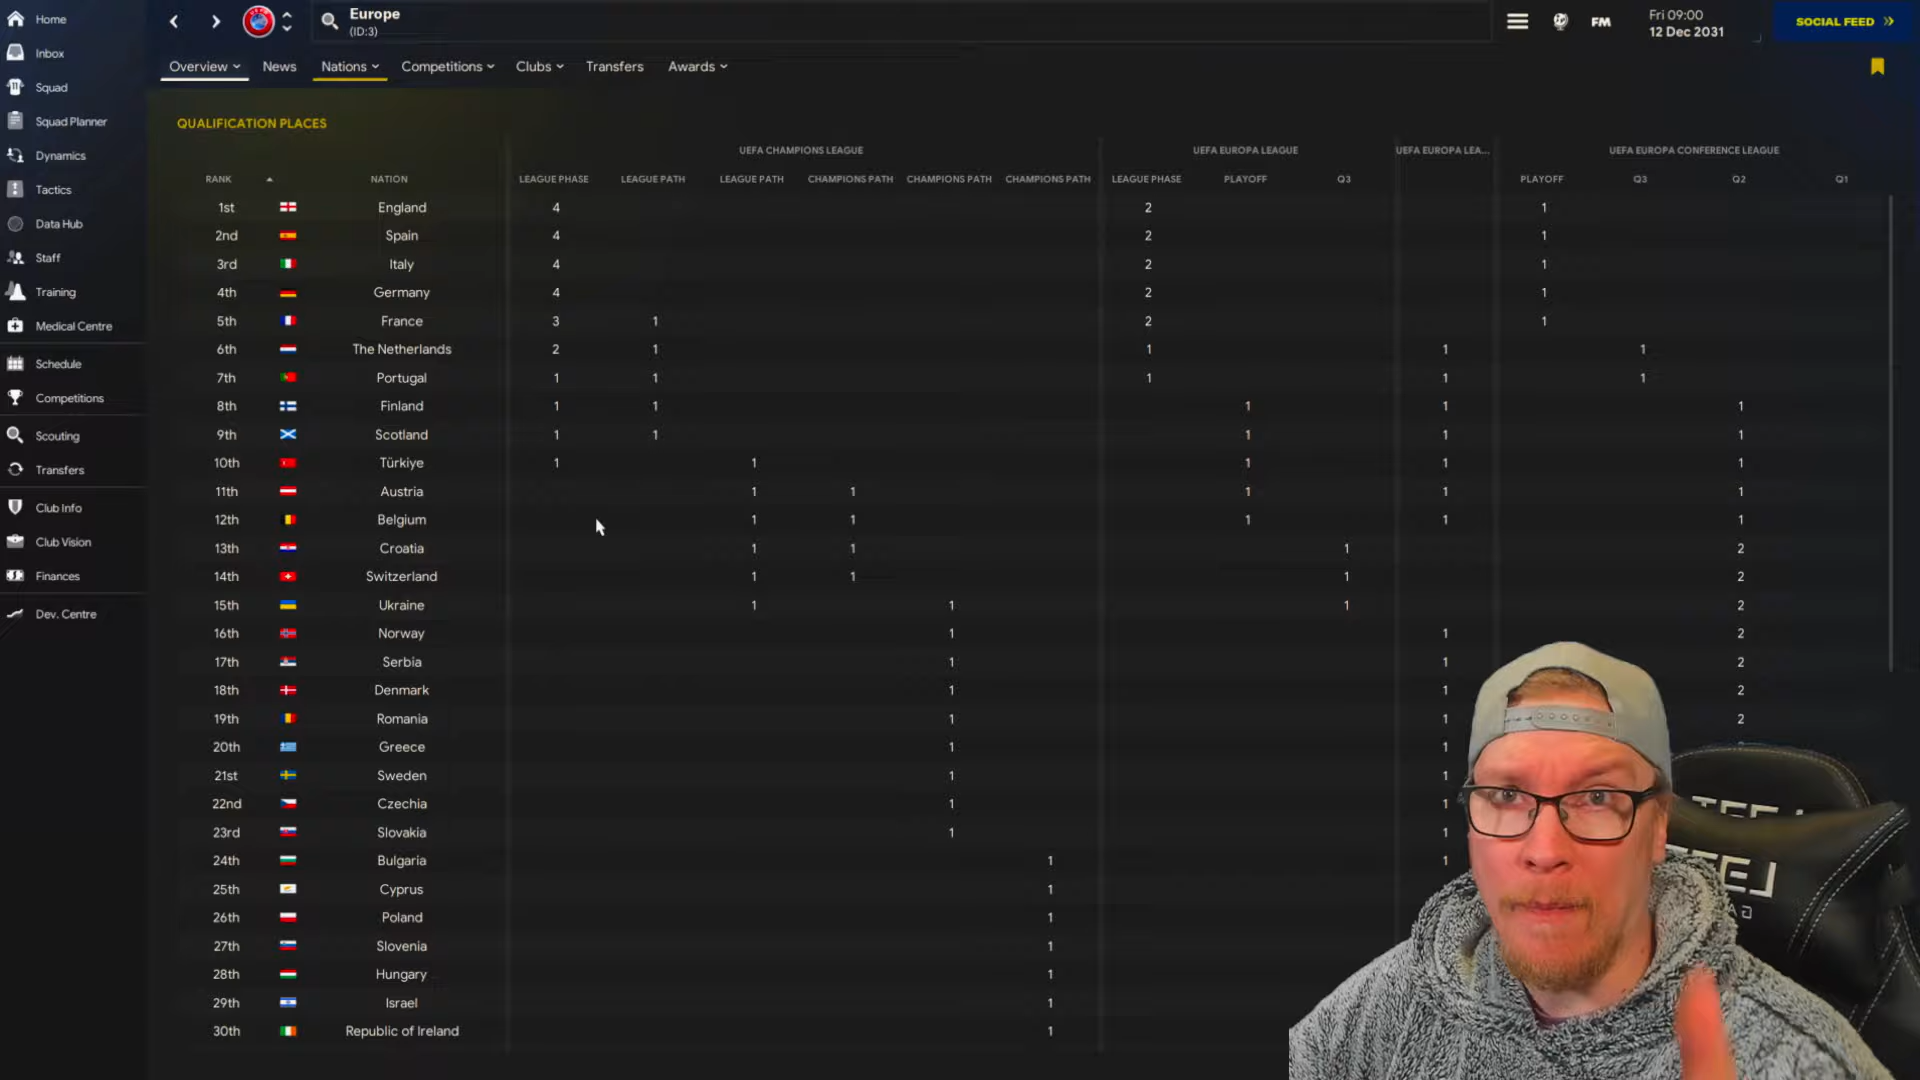 Home
Inbox
Squad
Squad Planner
Dynamics
Tactics
Data Hub
Staff
Training
Medical Centre
Schedule
Competitions
Scouting
Transfers
Club Info
Club Vision
Finances
Dev. Centre
Europe
(ID:3)
FM
Fri 09:00
12 Dec 2031
SOCIAL FEED
Overview News Nations Competitions Clubs Transfers Awards
QUALIFICATION PLACES
UEFA CHAMPIONS LEAGUE UEFA EUROPA LEAGUE UEFA EUROPA LEA... UEFA EUROPA CONFERENCE LEAGUE
RANK NATION LEAGUE PHASE LEAGUE PATH LEAGUE PATH CHAMPIONS PATH CHAMPIONS PATH CHAMPIONS PATH LEAGUE PHASE PLAYOFF Q3 PLAYOFF Q3 Q2 Q1
1st England 4 2 1
2nd Spain 4 2 1
3rd Italy 4 2 1
4th Germany 4 2 1
5th France 3 1 2 1
6th The Netherlands 2 1 1 1 1
7th Portugal 1 1 1 1 1
8th Finland 1 1 1 1 1
9th Scotland 1 1 1 1 1
10th Türkiye 1 1 1 1 1
11th Austria 1 1 1 1 1
12th Belgium 1 1 1 1 1
13th Croatia 1 1 1 2
14th Switzerland 1 1 1 2
15th Ukraine 1 1 1 2
16th Norway 1 1 2
17th Serbia 1 1 2
18th Denmark 1 1 2
19th Romania 1 1 2
20th Greece 1 1
21st Sweden 1 1
22nd Czechia 1 1
23rd Slovakia 1 1
24th Bulgaria 1 1
25th Cyprus 1
26th Poland 1
27th Slovenia 1
28th Hungary 1
29th Israel 1
30th Republic of Ireland 1